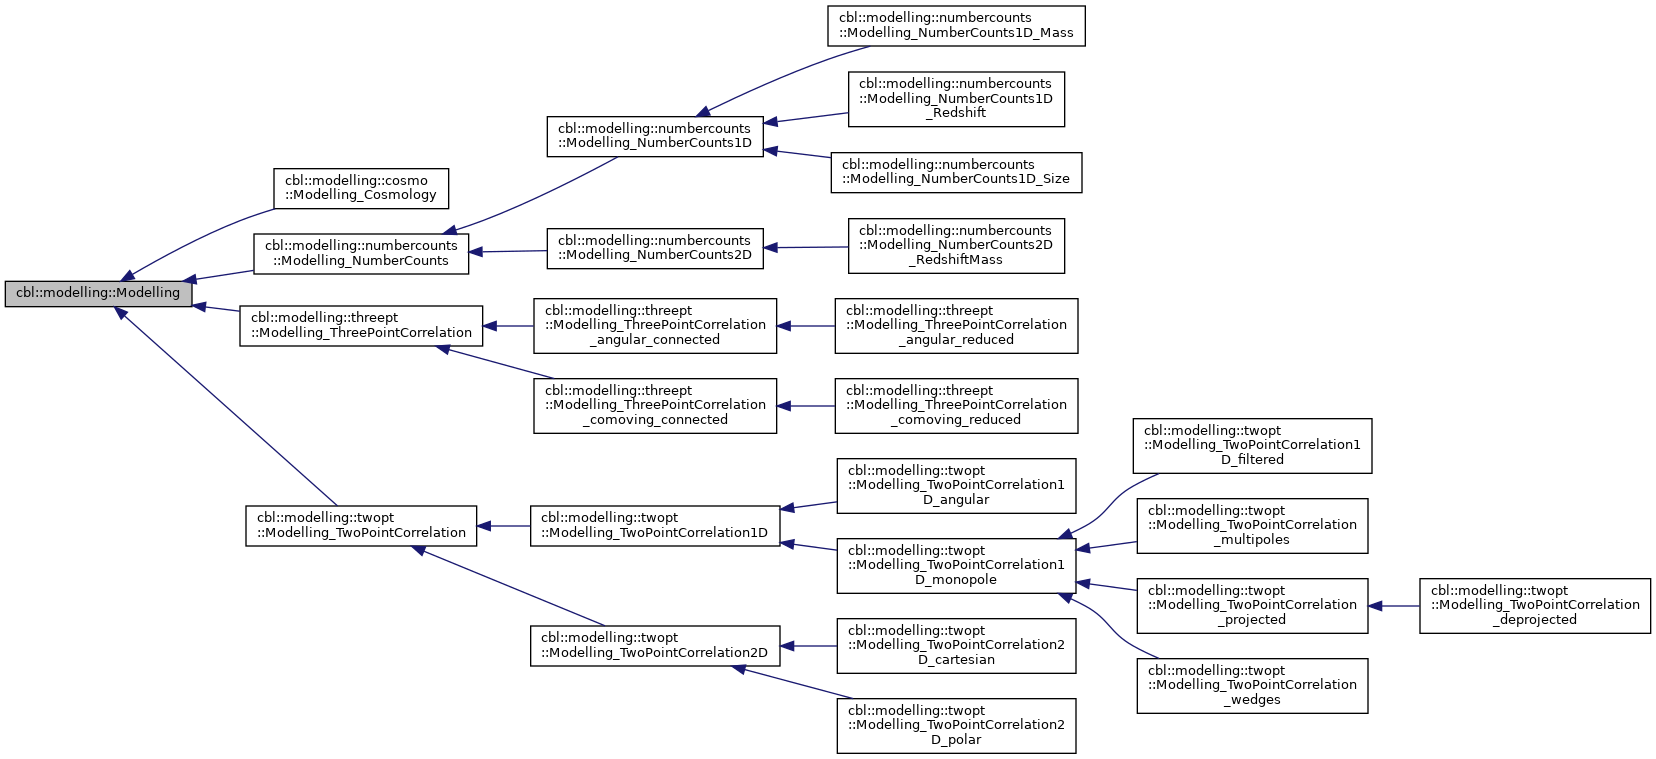 cbl::modelling::numbercounts
::Modelling_NumberCounts1D_Mass
cbl::modelling::numbercounts
::Modelling_NumberCounts1D
_Redshift
cbl::modelling::numbercounts
::Modelling_NumberCounts1D
cbl::modelling::numbercounts
::Modelling_NumberCounts1D_Size
cbl::modelling::cosmo
::Modelling_Cosmology
cbl::modelling::numbercounts
::Modelling_NumberCounts
cbl::modelling::numbercounts
::Modelling_NumberCounts2D
cbl::modelling::numbercounts
::Modelling_NumberCounts2D
_RedshiftMass
cbl::modelling::Modelling
cbl::modelling::threept
::Modelling_ThreePointCorrelation
cbl::modelling::threept
::Modelling_ThreePointCorrelation
_angular_connected
cbl::modelling::threept
::Modelling_ThreePointCorrelation
_angular_reduced
cbl::modelling::threept
::Modelling_ThreePointCorrelation
_comoving_connected
cbl::modelling::threept
::Modelling_ThreePointCorrelation
_comoving_reduced
cbl::modelling::twopt
::Modelling_TwoPointCorrelation1
D_filtered
cbl::modelling::twopt
::Modelling_TwoPointCorrelation1
D_angular
cbl::modelling::twopt
::Modelling_TwoPointCorrelation
_multipoles
cbl::modelling::twopt
::Modelling_TwoPointCorrelation
cbl::modelling::twopt
::Modelling_TwoPointCorrelation1D
cbl::modelling::twopt
::Modelling_TwoPointCorrelation1
D_monopole
cbl::modelling::twopt
::Modelling_TwoPointCorrelation
_projected
cbl::modelling::twopt
::Modelling_TwoPointCorrelation
_deprojected
cbl::modelling::twopt
::Modelling_TwoPointCorrelation2D
cbl::modelling::twopt
::Modelling_TwoPointCorrelation2
D_cartesian
cbl::modelling::twopt
::Modelling_TwoPointCorrelation
_wedges
cbl::modelling::twopt
::Modelling_TwoPointCorrelation2
D_polar